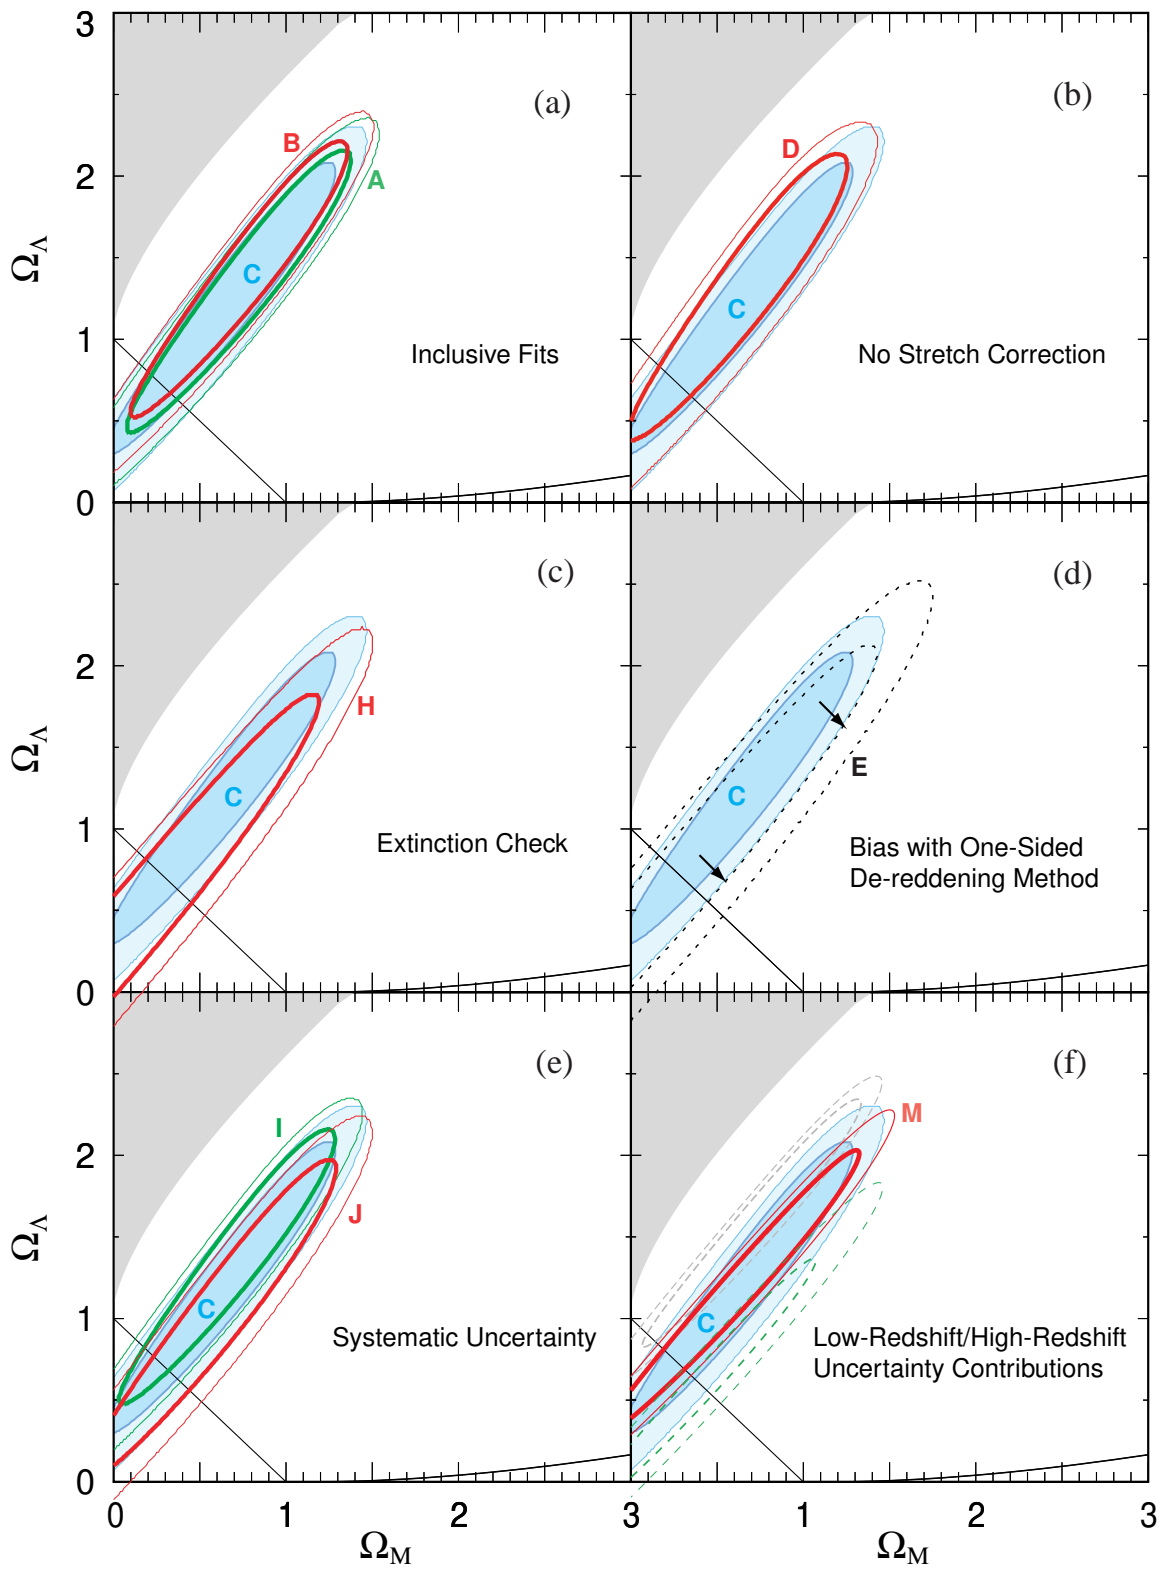 3
(a)
(b)
B
D
A
2
Ω_Λ
C
C
1
Inclusive Fits
No Stretch Correction
0
(c)
(d)
2
H
Ω_Λ
E
C
C
1
Extinction Check
Bias with One-Sided
De-reddening Method
0
(e)
(f)
I
M
2
J
Ω_Λ
C
C
1
Systematic Uncertainty
Low-Redshift/High-Redshift
Uncertainty Contributions
0
0
1
2
3
1
2
3
Ω_M
Ω_M